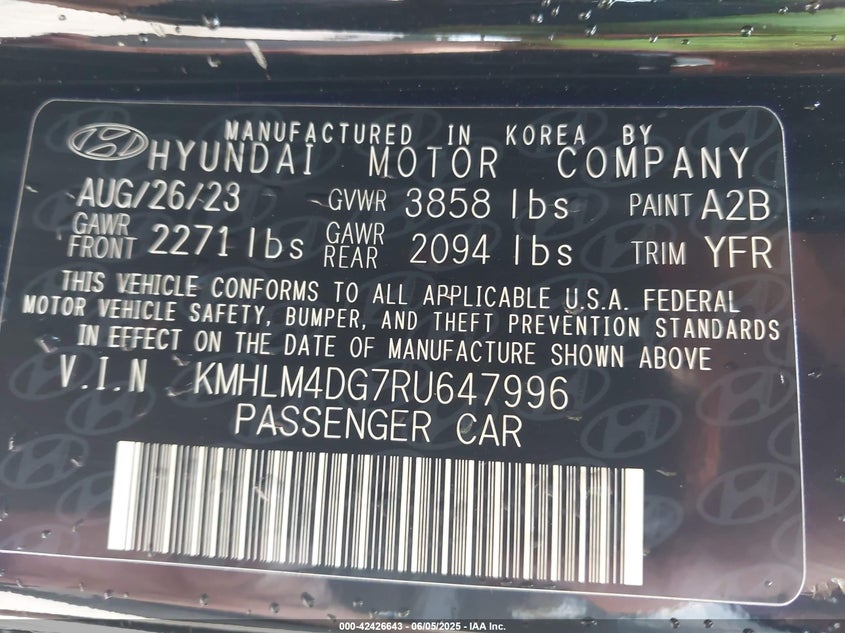 MANUFACTURED IN KOREA BY
HYUNDAI MOTOR COMPANY
AUG/26/23 GVWR 3858 lbs PAINT A2B
GAWR FRONT 2271 lbs GAWR REAR 2094 lbs TRIM YFR
THIS VEHICLE CONFORMS TO ALL APPLICABLE U.S.A. FEDERAL
MOTOR VEHICLE SAFETY, BUMPER, AND THEFT PREVENTION STANDARDS
IN EFFECT ON THE DATE OF MANUFACTURE SHOWN ABOVE
V.I.N KMHLM4DG7RU647996
PASSENGER CAR
000-42426643 - 06/05/2025 - IAA Inc.